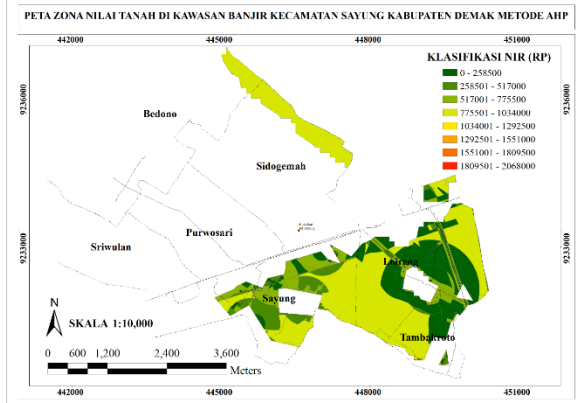 PETA ZONA NILAI TANAH DI KAWASAN BANJIR KECAMATAN SAYUNG KABUPATEN DEMAK METODE AHP
442000 445000 448000 451000
KLASIFIKASI NIR (RP)
0 - 258500
258501 - 517000
517001 - 775500
775501 - 1034000
1034001 - 1292500
1292501 - 1551000
1551001 - 1809500
1809501 - 2068000
9236000
9236000
Bedono
Sidogemah
Purwosari
Sriwulan
9233000
9233000
Loireng
Sayung
Tambakroto
N
SKALA 1:10,000
0 600 1,200 2,400 3,600
Meters
442000 445000 448000 451000